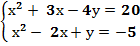 x² + 3x-4y = 20
x² - 2x+y = -5